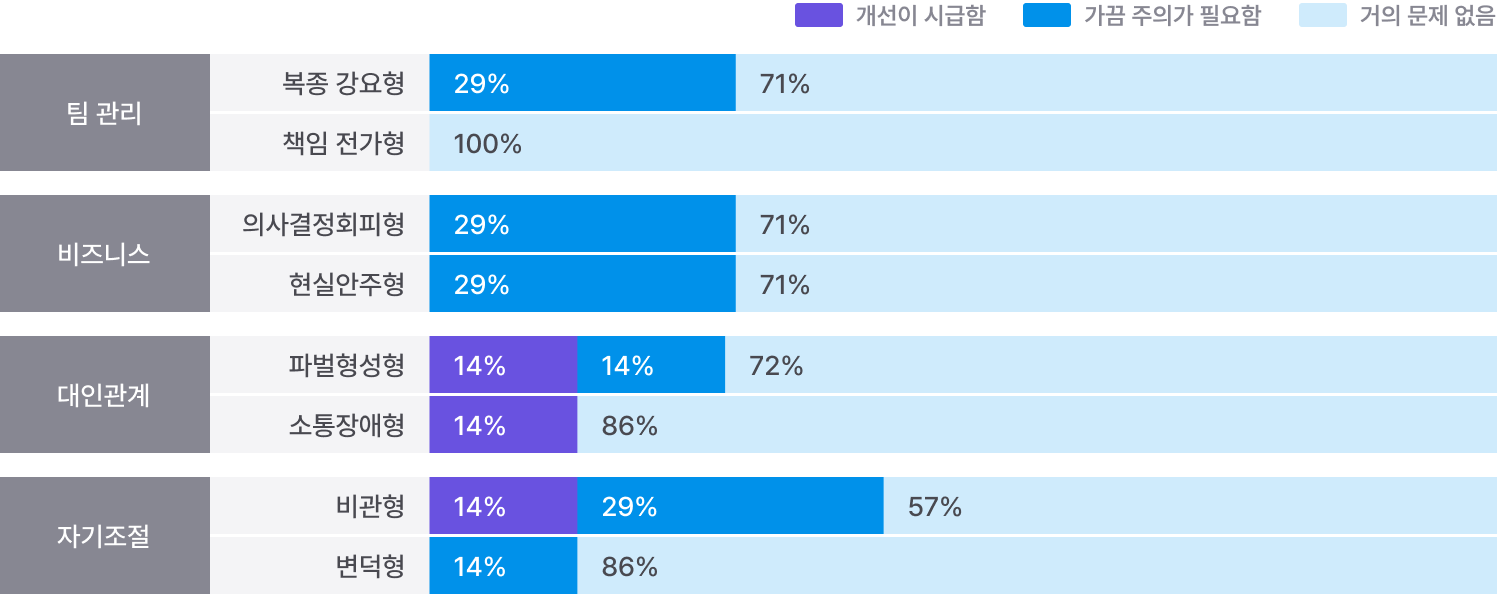 개선이 시급함 가끔 주의가 필요함 거의 문제 없음
팀 관리
복종 강요형 29% 71%
책임 전가형 100%
비즈니스
의사결정회피형 29% 71%
현실안주형 29% 71%
대인관계
파벌형성형 14% 14% 72%
소통장애형 14% 86%
자기조절
비관형 14% 29% 57%
변덕형 14% 86%